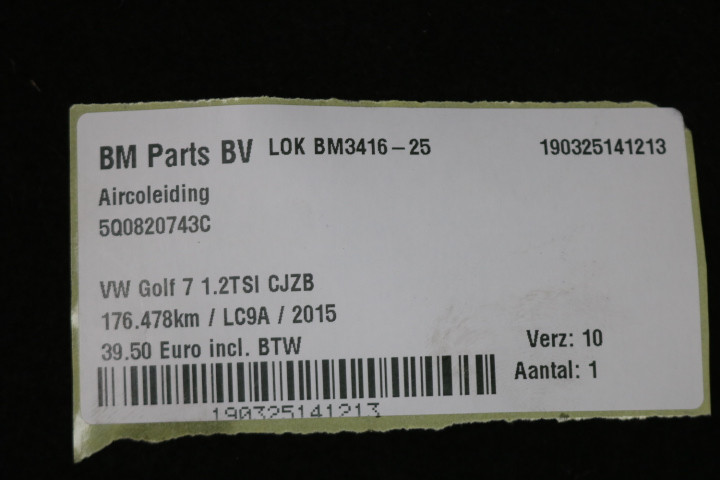 BM Parts BV LOK BM3416-25 190325141213
Aircoleiding
5Q0820743C
VW Golf 7 1.2TSI CJZB
176.478km / LC9A / 2015
39.50 Euro incl. BTW
Verz: 10
Aantal: 1
190325141213